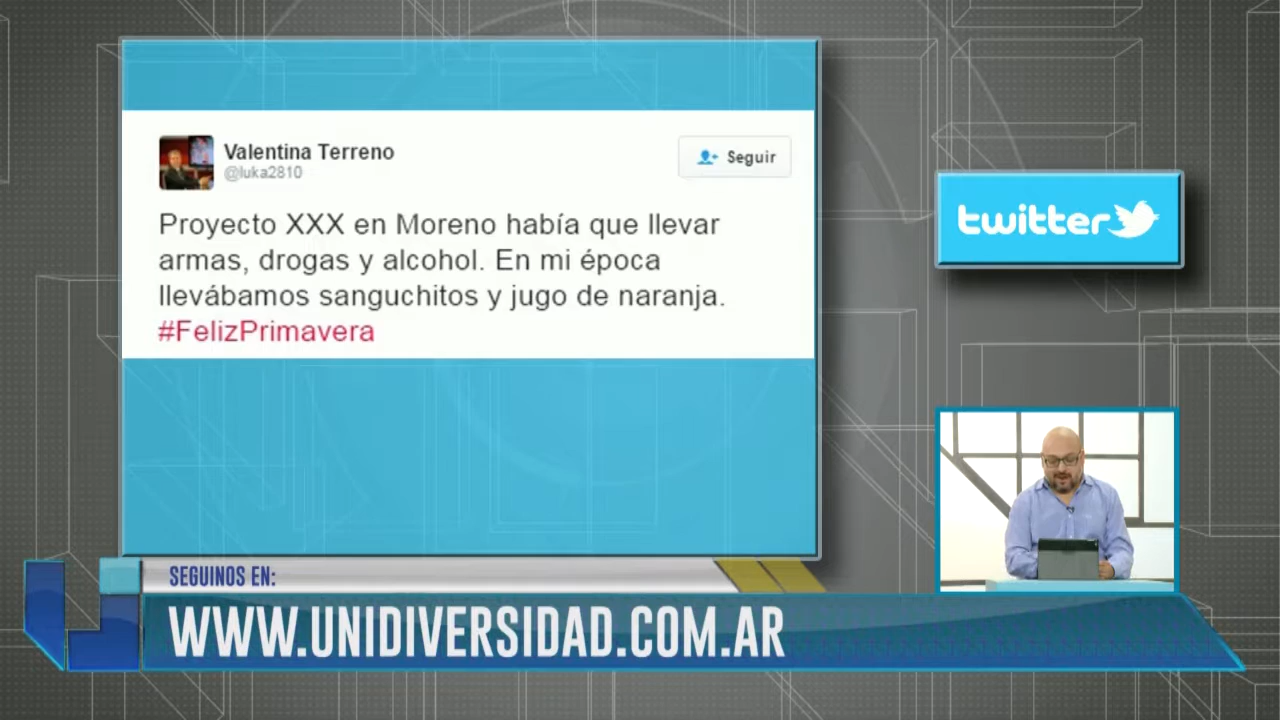 Valentina Terreno
@luka2810
Seguir
Proyecto XXX en Moreno había que llevar
armas, drogas y alcohol. En mi época
llevábamos sanguchitos y jugo de naranja.
#FelizPrimavera
twitter
SEGUINOS EN:
WWW.UNIDIVERSIDAD.COM.AR